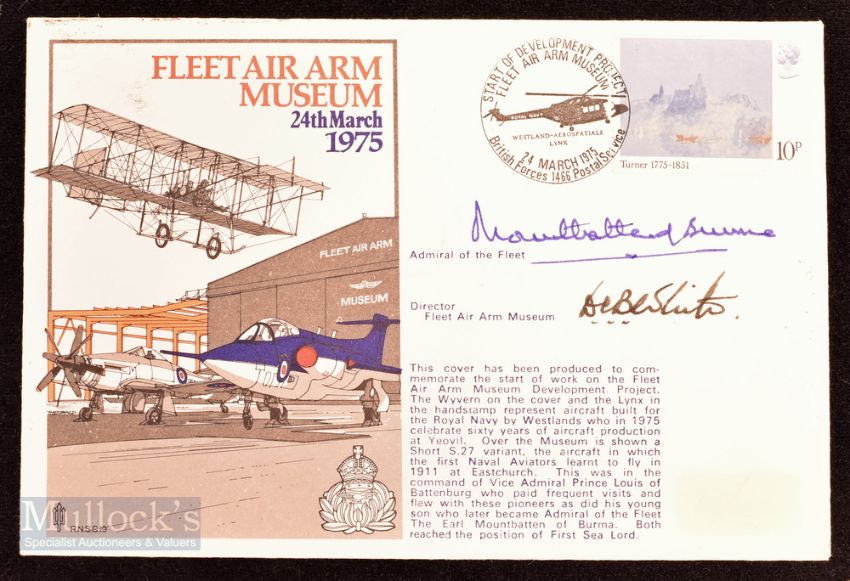 FLEET AIR ARM
MUSEUM
24th March
1975
FLEET AIR ARM
MUSEUM
START OF DEVELOPMENT PROJECT
FLEET AIR ARM MUSEUM
ROYAL NAVY
WESTLAND-AEROSPATIALE
LYNX
24 MARCH 1975
British Forces 1466 Postal Service
Turner 1775-1851
10P
Mountbatten of Burma
Admiral of the Fleet
Director
Fleet Air Arm Museum
This cover has been produced to com-
memorate the start of work on the Fleet
Air Arm Museum Development Project.
The Wyvern on the cover and the Lynx in
the handstamp represent aircraft built for
the Royal Navy by Westlands who in 1975
celebrate sixty years of aircraft production
at Yeovil. Over the Museum is shown a
Short S.27 variant, the aircraft in which
the first Naval Aviators learnt to fly in
1911 at Eastchurch. This was in the
command of Vice Admiral Prince Louis of
Battenburg who paid frequent visits and
flew with these pioneers as did his young
son who later became Admiral of the Fleet
The Earl Mountbatten of Burma. Both
reached the position of First Sea Lord.
R.N.S.C.19
Mullock's
Specialist Auctioneers & Valuers